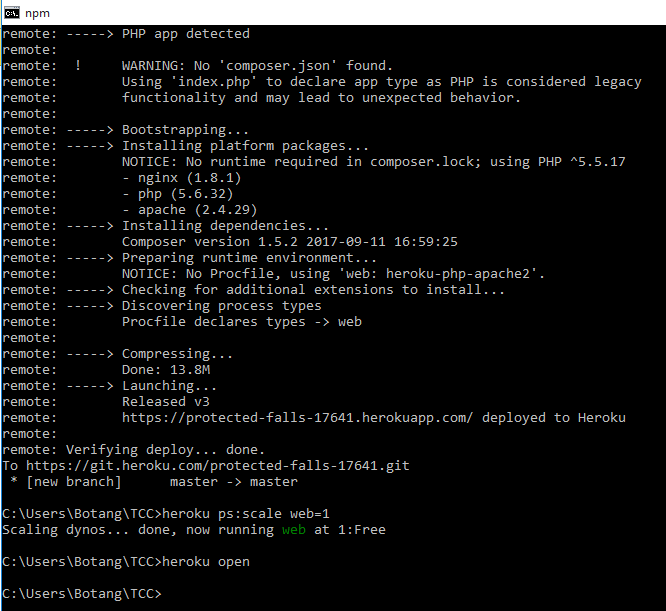 npm
remote: -----> PHP app detected
remote:
remote:  !     WARNING: No 'composer.json' found.
remote:        Using 'index.php' to declare app type as PHP is considered legacy
remote:        functionality and may lead to unexpected behavior.
remote:
remote: -----> Bootstrapping...
remote: -----> Installing platform packages...
remote:        NOTICE: No runtime required in composer.lock; using PHP ^5.5.17
remote:        - nginx (1.8.1)
remote:        - php (5.6.32)
remote:        - apache (2.4.29)
remote: -----> Installing dependencies...
remote:        Composer version 1.5.2 2017-09-11 16:59:25
remote: -----> Preparing runtime environment...
remote:        NOTICE: No Procfile, using 'web: heroku-php-apache2'.
remote: -----> Checking for additional extensions to install...
remote: -----> Discovering process types
remote:        Procfile declares types -> web
remote:
remote: -----> Compressing...
remote:        Done: 13.8M
remote: -----> Launching...
remote:        Released v3
remote:        https://protected-falls-17641.herokuapp.com/ deployed to Heroku
remote:
remote: Verifying deploy... done.
To https://git.heroku.com/protected-falls-17641.git
 * [new branch]      master -> master
C:\Users\Botang\TCC>heroku ps:scale web=1
Scaling dynos... done, now running web at 1:Free
C:\Users\Botang\TCC>heroku open
C:\Users\Botang\TCC>